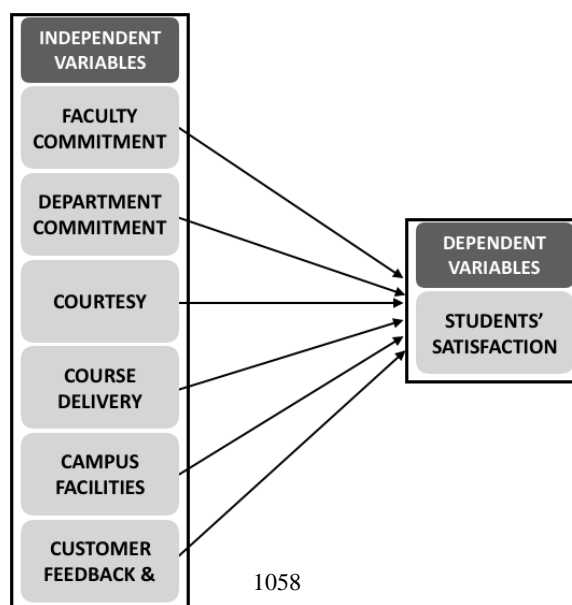 INDEPENDENT
VARIABLES
FACULTY
COMMITMENT
DEPARTMENT
COMMITMENT
COURTESY
COURSE
DELIVERY
CAMPUS
FACILITIES
CUSTOMER
FEEDBACK &
DEPENDENT
VARIABLES
STUDENTS’
SATISFACTION
1058